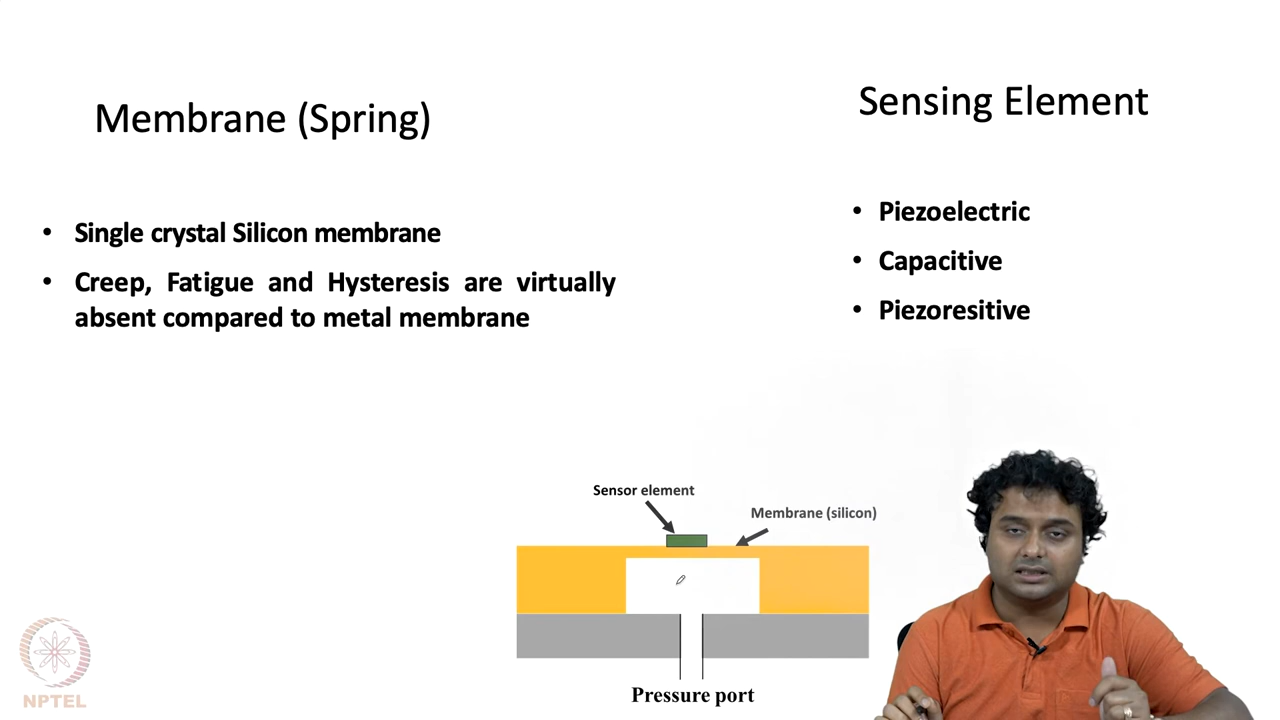 Membrane (Spring)
• Single crystal Silicon membrane
• Creep, Fatigue and Hysteresis are virtually
absent compared to metal membrane
Sensing Element
• Piezoelectric
• Capacitive
• Piezoresitive
Sensor element
Membrane (silicon)
Pressure port
NPTEL